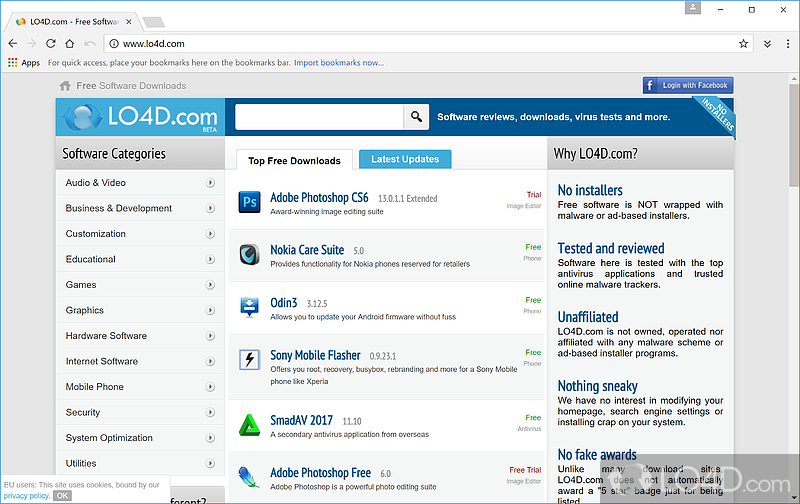 LO4D.com - Free Softwa
www.lo4d.com
Apps For quick access, place your bookmarks here on the bookmarks bar. Import bookmarks now...
Free Software Downloads
f Login with Facebook
LO4D.com
BETA
Software reviews, downloads, virus tests and more.
NO INSTALLERS
Software Categories
Audio & Video
Business & Development
Customization
Educational
Games
Graphics
Hardware Software
Internet Software
Mobile Phone
Security
System Optimization
Utilities
Top Free Downloads
Latest Updates
Ps
Adobe Photoshop CS6 13.0.1.1 Extended
Trial
Award-winning image editing suite
Image Editor
Nokia Care Suite 5.0
Free
Provides functionality for Nokia phones reserved for retailers
Phone
Odin3 3.12.5
Free
Allows you to update your Android firmware without fuss
Phone
Sony Mobile Flasher 0.9.23.1
Free
Offers you root, recovery, busybox, rebranding and more for a Sony Mobile
phone like Xperia
Phone
SmadAV 2017 11.10
Free
A secondary antivirus application from overseas
Antivirus
Adobe Photoshop Free 6.0
Free Trial
Adobe Photoshop is a powerful photo editing suite
Image Editor
Why LO4D.com?
No installers
Free software is NOT wrapped with
malware or ad-based installers.
Tested and reviewed
Software here is tested with the top
antivirus applications and trusted
online malware trackers.
Unaffiliated
LO4D.com is not owned, operated nor
affiliated with any malware scheme or
ad-based installer programs.
Nothing sneaky
We have no interest in modifying your
homepage, search engine settings or
installing crap on your system.
No fake awards
Unlike many download sites,
LO4D.com does not automatically
award a "5 star" badge just for being
listed.
EU users: This site uses cookies, bound by our
privacy policy. OK
ferent?
LO4D.com